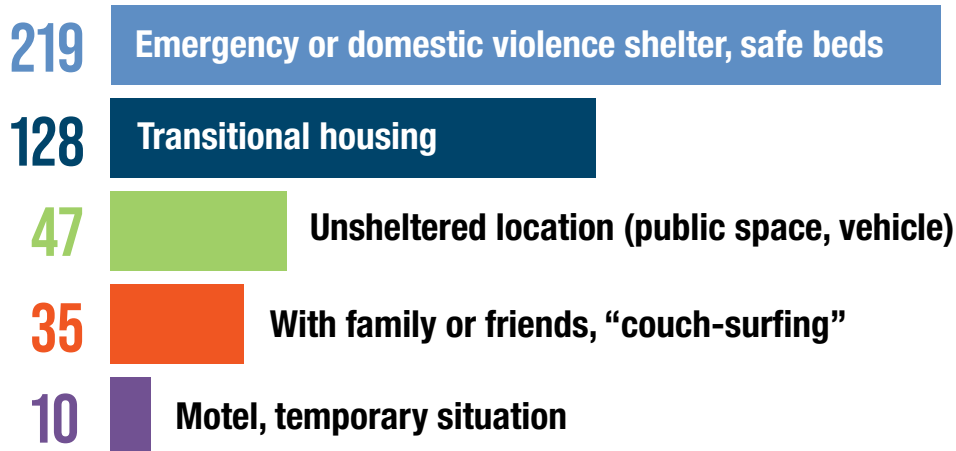 219 Emergency or domestic violence shelter, safe beds
128 Transitional housing
47 Unsheltered location (public space, vehicle)
35 With family or friends, “couch-surfing”
10 Motel, temporary situation